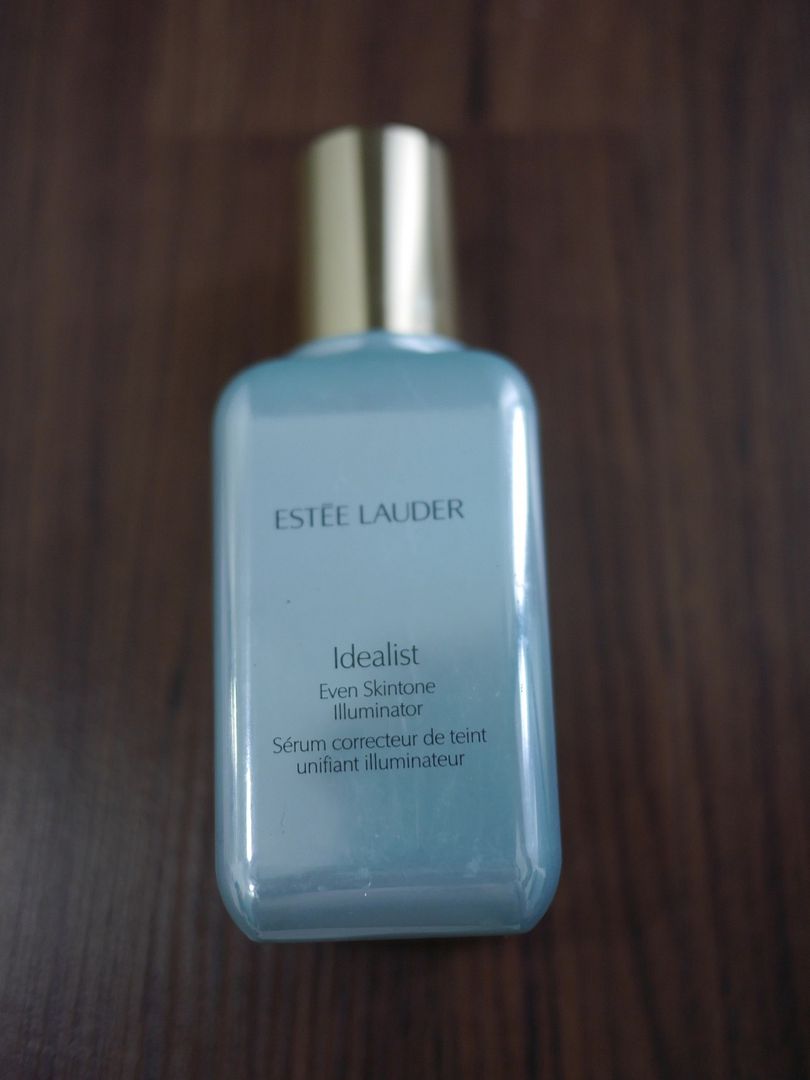 ESTĒE LAUDER
Idealist
Even Skintone
Illuminator
Sérum correcteur de teint
unifiant illuminateur